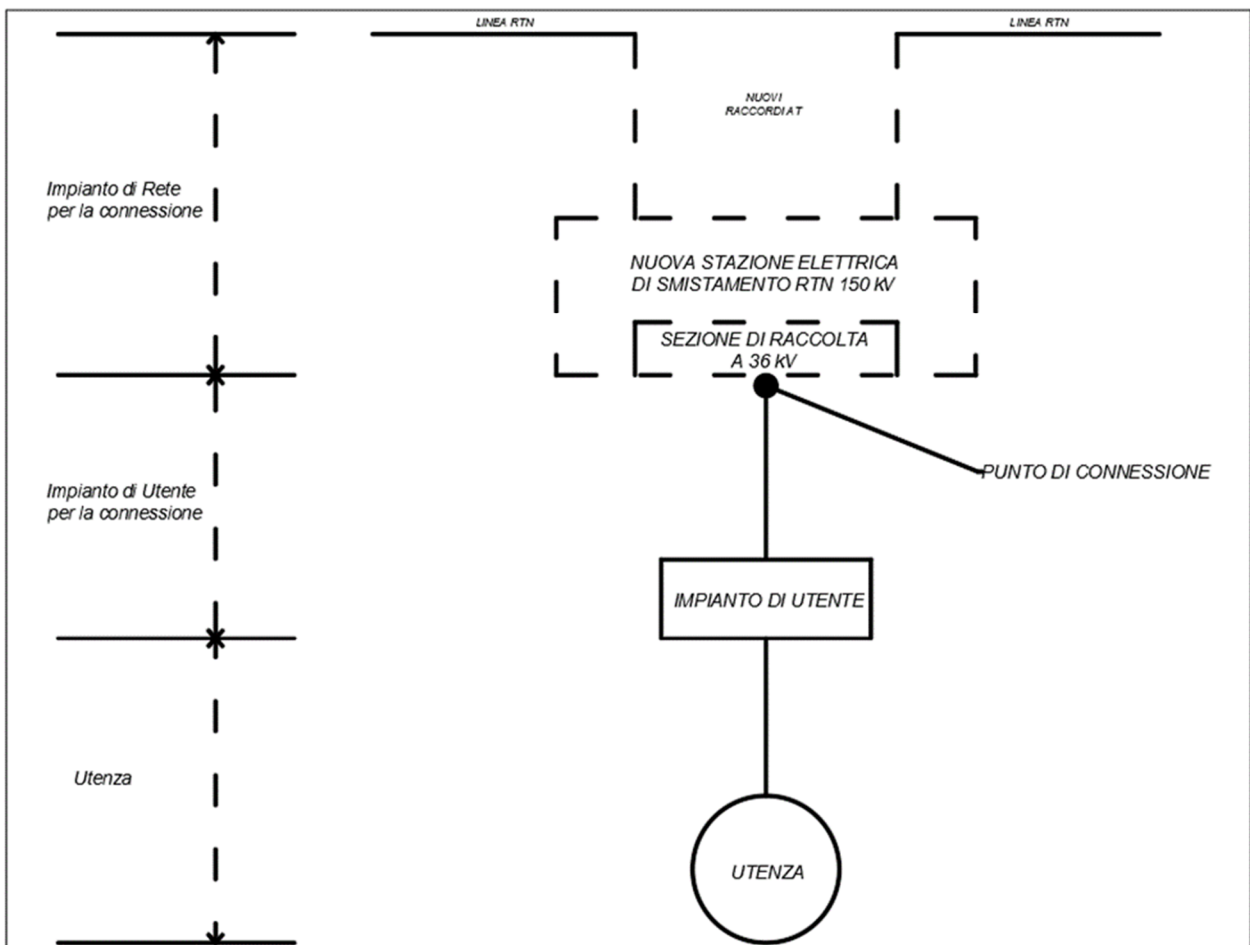 LINEA RTN
LINEA RTN
NUOVI
RACCORDI AT
Impianto di Rete
per la connessione
NUOVA STAZIONE ELETTRICA
DI SMISTAMENTO RTN 150 kV
SEZIONE DI RACCOLTA
A 36 kV
PUNTO DI CONNESSIONE
Impianto di Utente
per la connessione
IMPIANTO DI UTENTE
Utenza
UTENZA